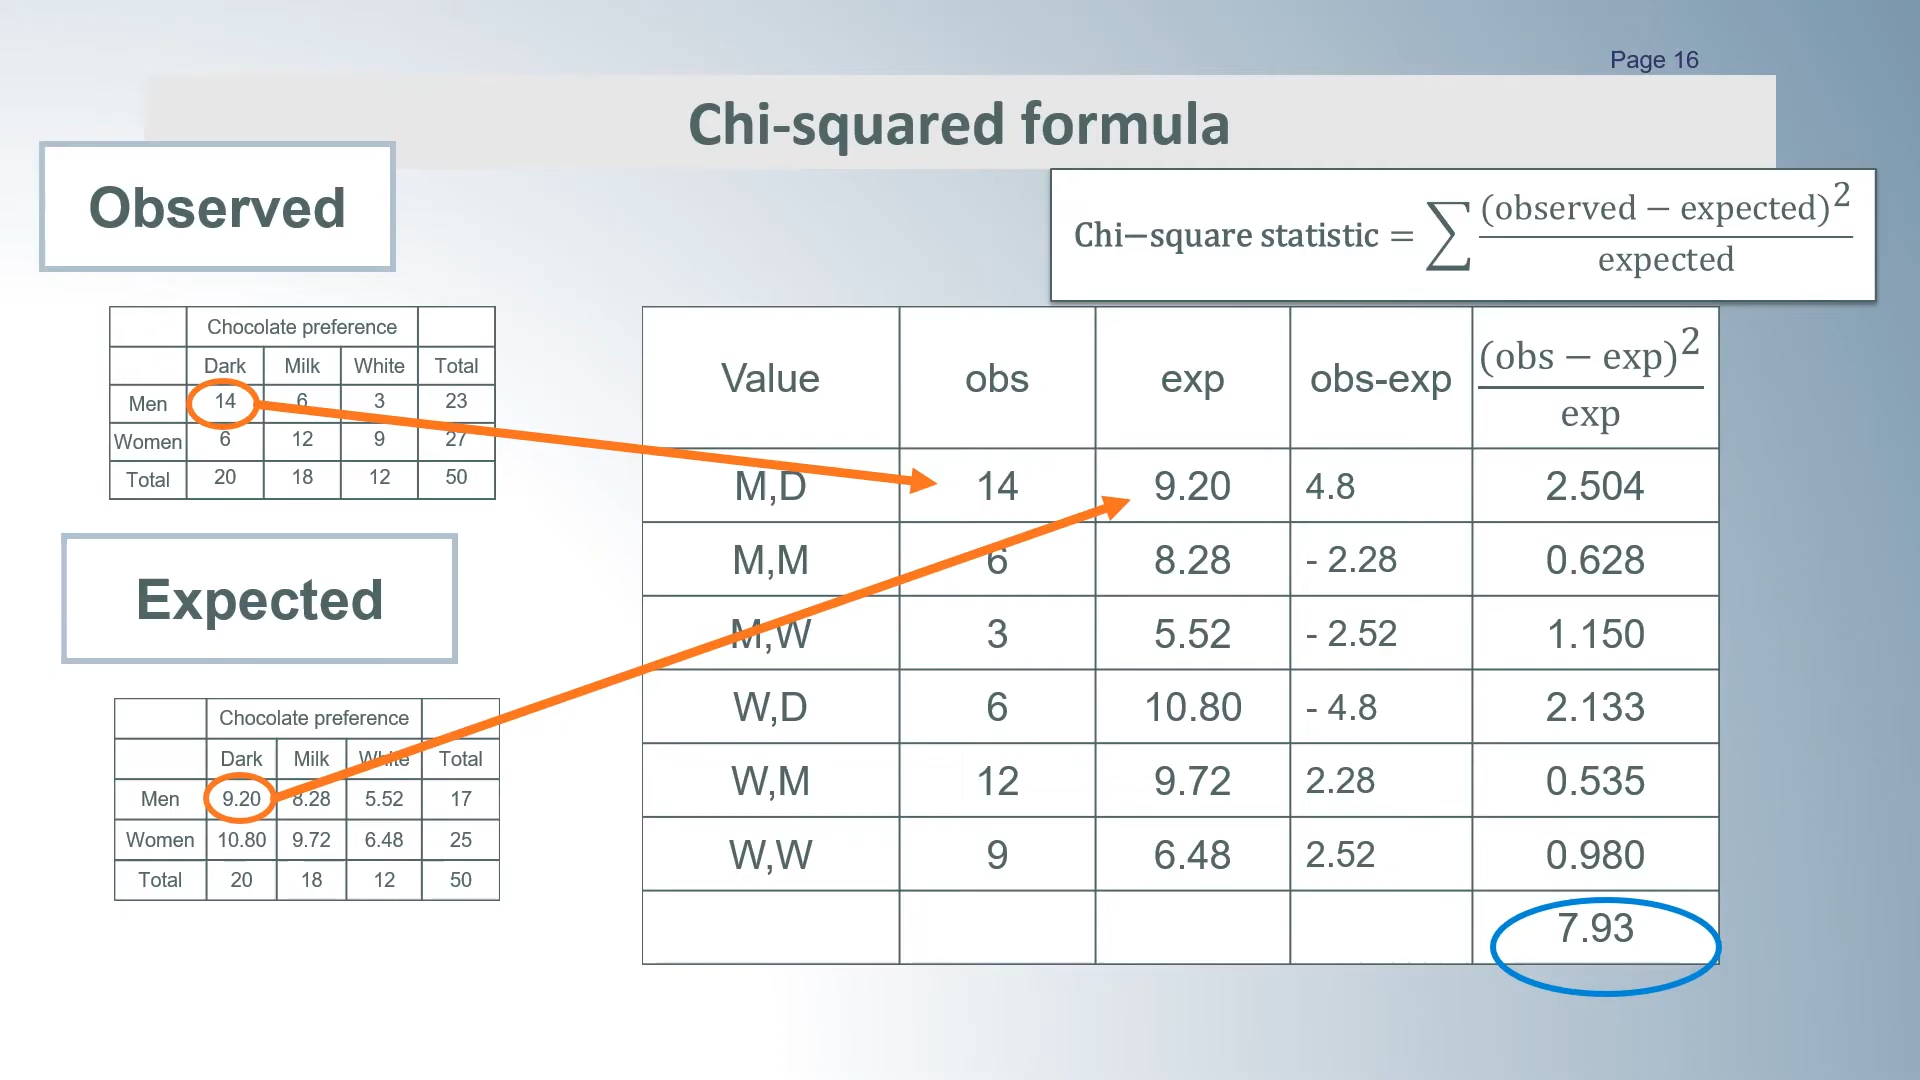 Page 16
Chi-squared formula
Observed
Chi−square statistic = ∑ (observed − expected)² / expected
Chocolate preference
Dark Milk White Total
Men 14 6 3 23
Women 6 12 9 27
Total 20 18 12 50
Expected
Chocolate preference
Dark Milk White Total
Men 9.20 8.28 5.52 17
Women 10.80 9.72 6.48 25
Total 20 18 12 50
Value obs exp obs-exp (obs − exp)² / exp
M,D 14 9.20 4.8 2.504
M,M 6 8.28 - 2.28 0.628
M,W 3 5.52 - 2.52 1.150
W,D 6 10.80 - 4.8 2.133
W,M 12 9.72 2.28 0.535
W,W 9 6.48 2.52 0.980
7.93